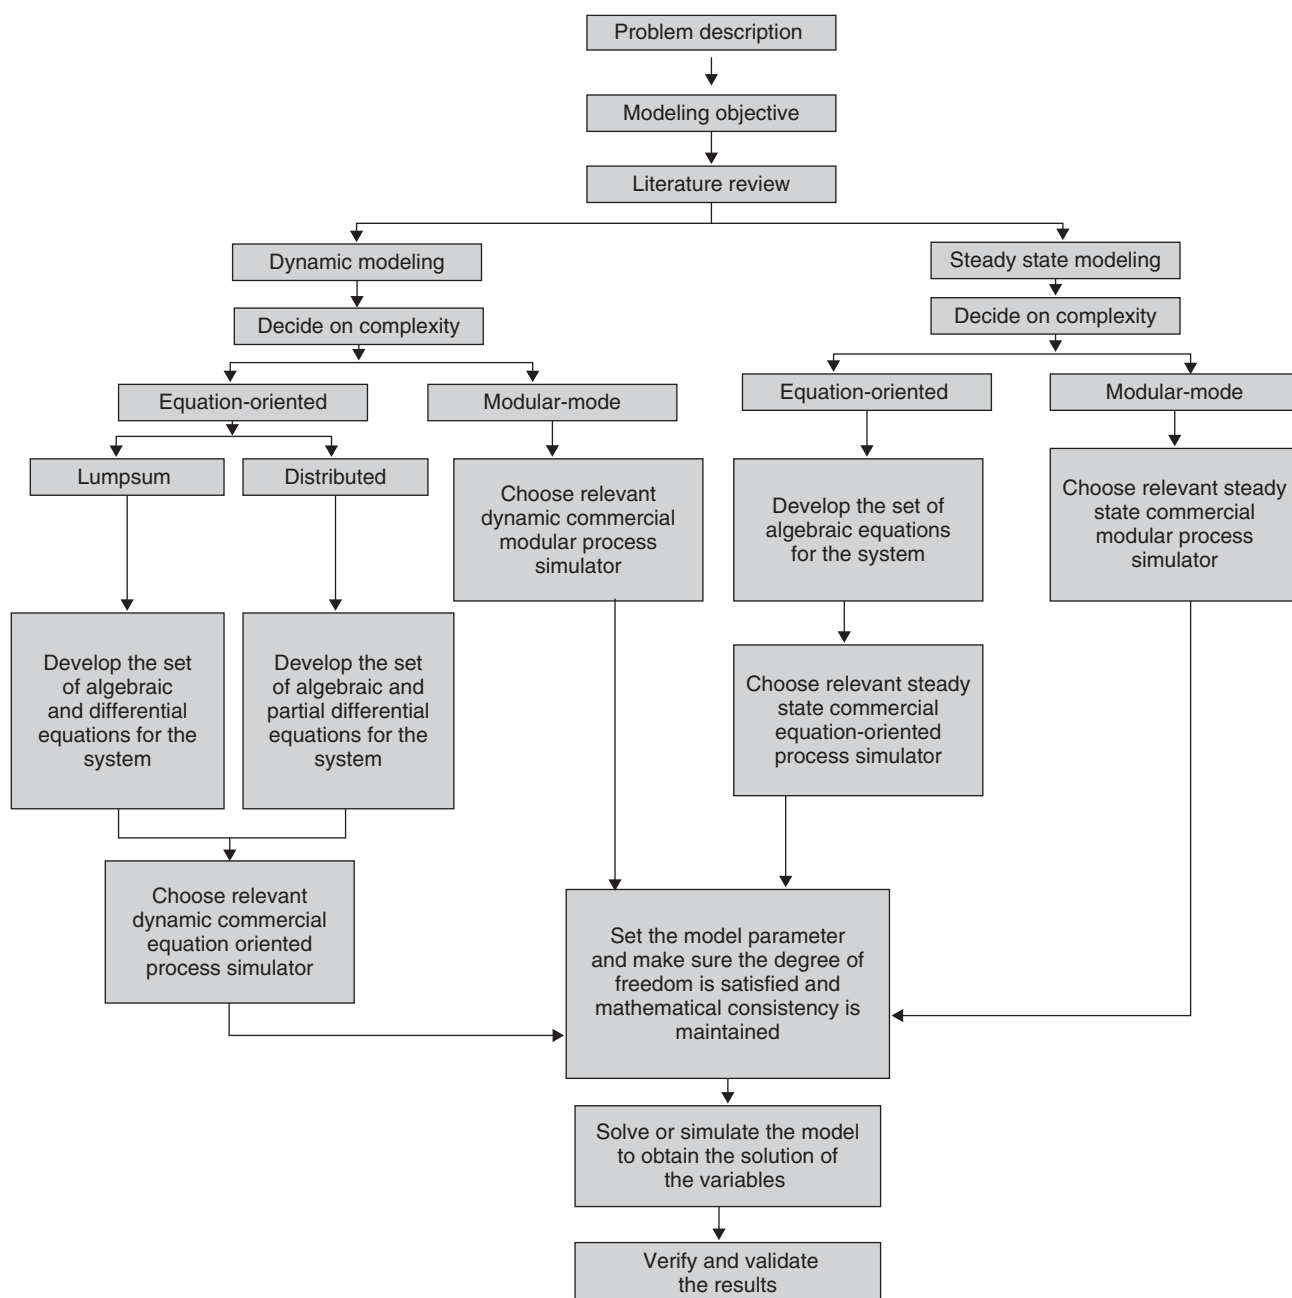 Problem description
Modeling objective
Literature review
Dynamic modeling
Steady state modeling
Decide on complexity
Decide on complexity
Equation-oriented
Modular-mode
Equation-oriented
Modular-mode
Lumpsum
Distributed
Choose relevant
dynamic commercial
modular process
simulator
Develop the set of
algebraic equations
for the system
Choose relevant steady
state commercial
modular process
simulator
Develop the set
of algebraic
and differential
equations for the
system
Develop the set
of algebraic and
partial differential
equations for the
system
Choose relevant steady
state commercial
equation-oriented
process simulator
Choose relevant
dynamic commercial
equation oriented
process simulator
Set the model parameter
and make sure the degree of
freedom is satisfied and
mathematical consistency is
maintained
Solve or simulate the model
to obtain the solution of
the variables
Verify and validate
the results